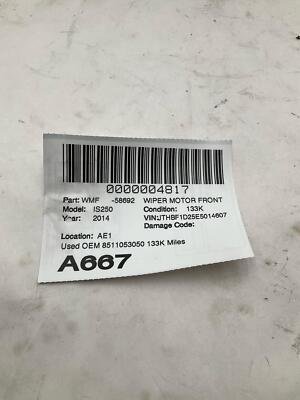 0000004817
Part: WMF -58692 WIPER MOTOR FRONT
Model: IS250 Condition: 133K
Year: 2014 VIN:JTHBF1D25E5014607
Damage Code:
Location: AE1
Used OEM 8511053050 133K Miles
A667